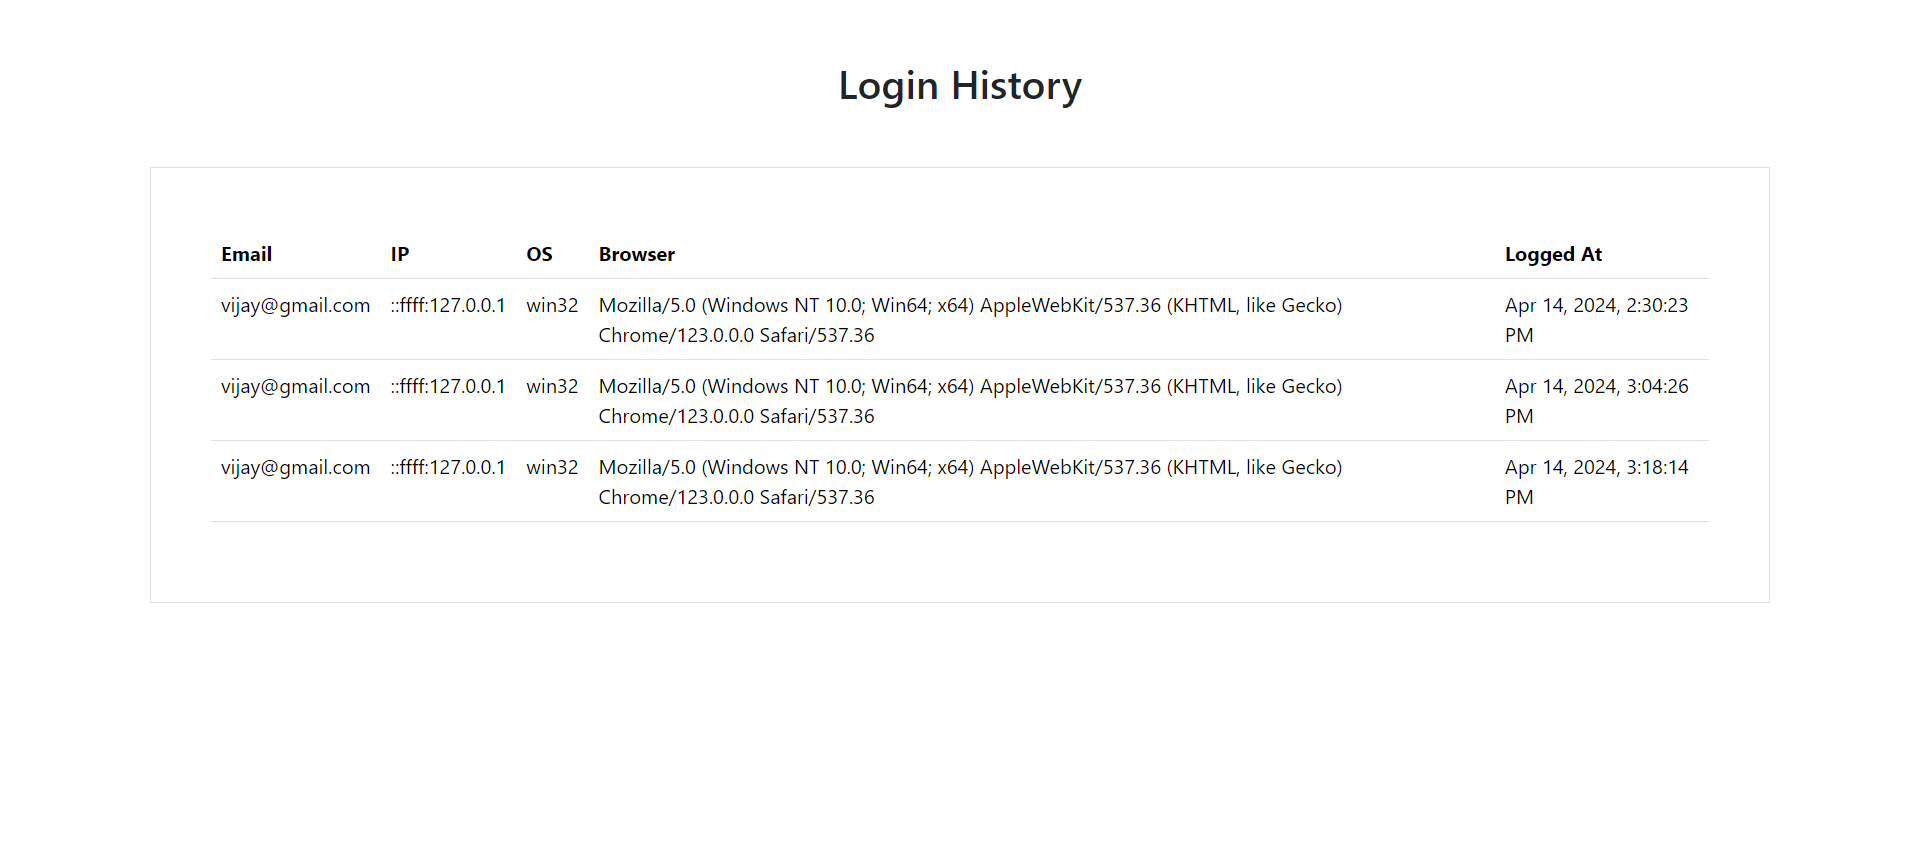 Login History
Email IP OS Browser Logged At
vijay@gmail.com ::ffff:127.0.0.1 win32 Mozilla/5.0 (Windows NT 10.0; Win64; x64) AppleWebKit/537.36 (KHTML, like Gecko) Apr 14, 2024, 2:30:23
Chrome/123.0.0.0 Safari/537.36 PM
vijay@gmail.com ::ffff:127.0.0.1 win32 Mozilla/5.0 (Windows NT 10.0; Win64; x64) AppleWebKit/537.36 (KHTML, like Gecko) Apr 14, 2024, 3:04:26
Chrome/123.0.0.0 Safari/537.36 PM
vijay@gmail.com ::ffff:127.0.0.1 win32 Mozilla/5.0 (Windows NT 10.0; Win64; x64) AppleWebKit/537.36 (KHTML, like Gecko) Apr 14, 2024, 3:18:14
Chrome/123.0.0.0 Safari/537.36 PM